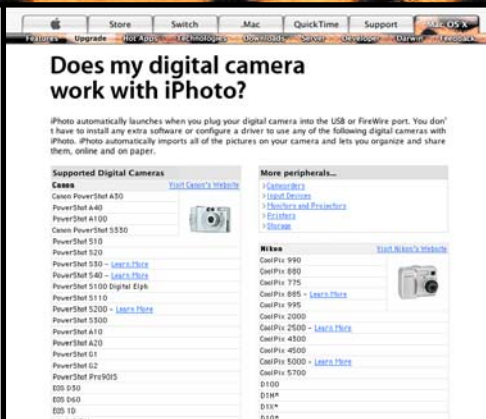 Store Switch .Mac QuickTime Support Mac OS X
Features Upgrade Hot Apps Technologies Downloads Server Developer Darwin Feedback
Does my digital camera
work with iPhoto?
iPhoto automatically launches when you plug your digital camera into the USB or FireWire port. You don'
t have to install any extra software or configure a driver to use any of the following digital cameras with
iPhoto. iPhoto automatically imports all of the pictures on your camera and lets you organize and share
them, online and on paper.
Supported Digital Cameras
Canon Visit Canon's Website
Canon PowerShot A30
PowerShot A40
PowerShot A100
Canon PowerShot S330
PowerShot S10
PowerShot S20
PowerShot S30 - Learn More
PowerShot S40 - Learn More
PowerShot S100 Digital Elph
PowerShot S110
PowerShot S200 - Learn More
PowerShot S300
PowerShot A10
PowerShot A20
PowerShot G1
PowerShot G2
PowerShot Pro90IS
EOS D30
EOS D60
EOS 1D
More peripherals...
>Camcorders
>Input Devices
>Monitors and Projectors
>Printers
>Storage
Nikon Visit Nikon's Website
CoolPix 990
CoolPix 880
CoolPix 775
CoolPix 885 - Learn More
CoolPix 995
CoolPix 2000
CoolPix 2500 - Learn More
CoolPix 4300
CoolPix 4500
CoolPix 5000 - Learn More
CoolPix 5700
D100
D1H*
D1X*